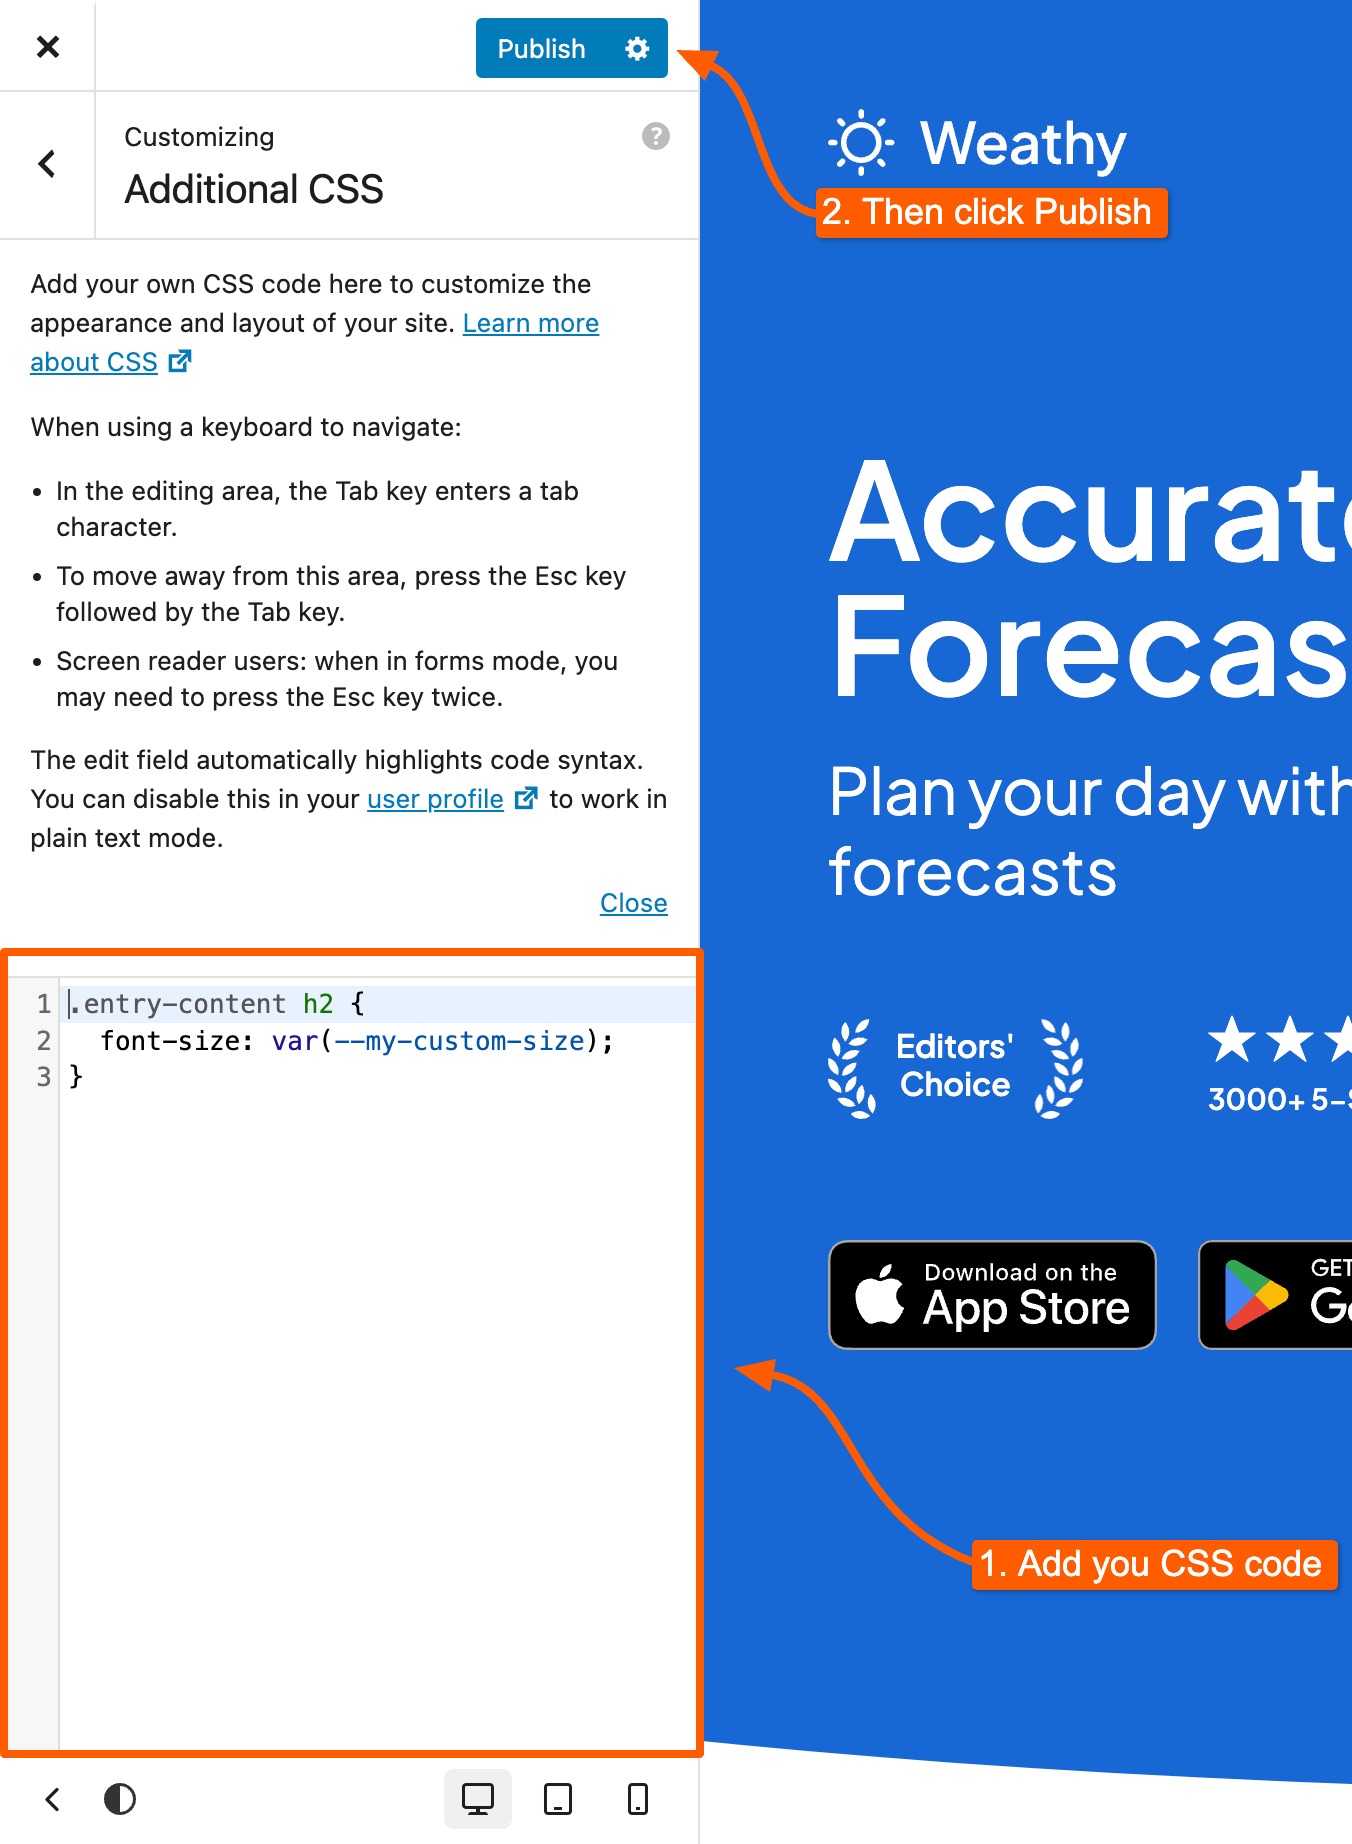 Publish
Customizing
Additional CSS
Add your own CSS code here to customize the
appearance and layout of your site. Learn more
about CSS
When using a keyboard to navigate:
• In the editing area, the Tab key enters a tab
character.
• To move away from this area, press the Esc key
followed by the Tab key.
• Screen reader users: when in forms mode, you
may need to press the Esc key twice.
The edit field automatically highlights code syntax.
You can disable this in your user profile to work in
plain text mode.
Close
1 .entry-content h2 {
2 font-size: var(--my-custom-size);
3 }
Weathy
2. Then click Publish
Accurate
Forecas
Plan your day with
forecasts
Editors'
Choice
3000+ 5-S
Download on the
App Store
GET
Go
1. Add you CSS code